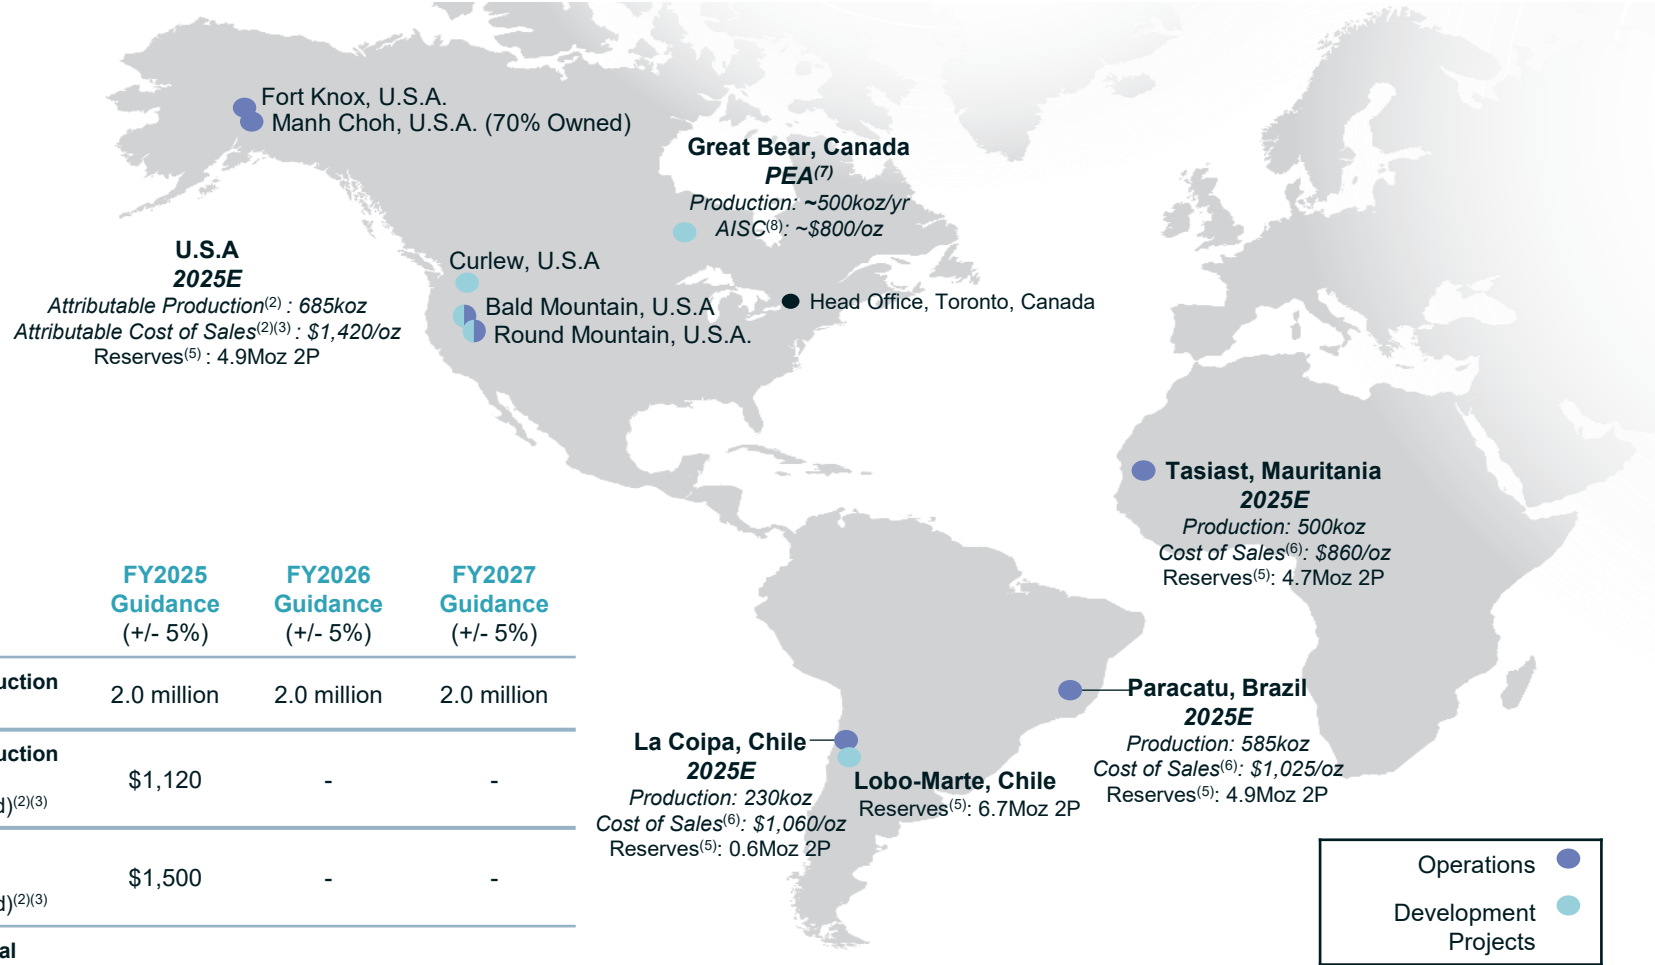 Fort Knox, U.S.A.
Manh Choh, U.S.A. (70% Owned)
Great Bear, Canada
PEA(7)
Production: ~500koz/yr
AISC(8): ~$800/oz
U.S.A
2025E
Attributable Production(2) : 685koz
Attributable Cost of Sales(2)(3) : $1,420/oz
Reserves(5) : 4.9Moz 2P
Curlew, U.S.A
Bald Mountain, U.S.A
Round Mountain, U.S.A.
Head Office, Toronto, Canada
Tasiast, Mauritania
2025E
Production: 500koz
Cost of Sales(6): $860/oz
Reserves(5): 4.7Moz 2P
FY2025 Guidance (+/- 5%)
FY2026 Guidance (+/- 5%)
FY2027 Guidance (+/- 5%)
uction 2.0 million 2.0 million 2.0 million
uction
d)(2)(3) $1,120 - -
d)(2)(3) $1,500 - -
al
Paracatu, Brazil
2025E
Production: 585koz
Cost of Sales(6): $1,025/oz
Reserves(5): 4.9Moz 2P
La Coipa, Chile
2025E
Production: 230koz
Cost of Sales(6): $1,060/oz
Reserves(5): 0.6Moz 2P
Lobo-Marte, Chile
Reserves(5): 6.7Moz 2P
Operations
Development
Projects